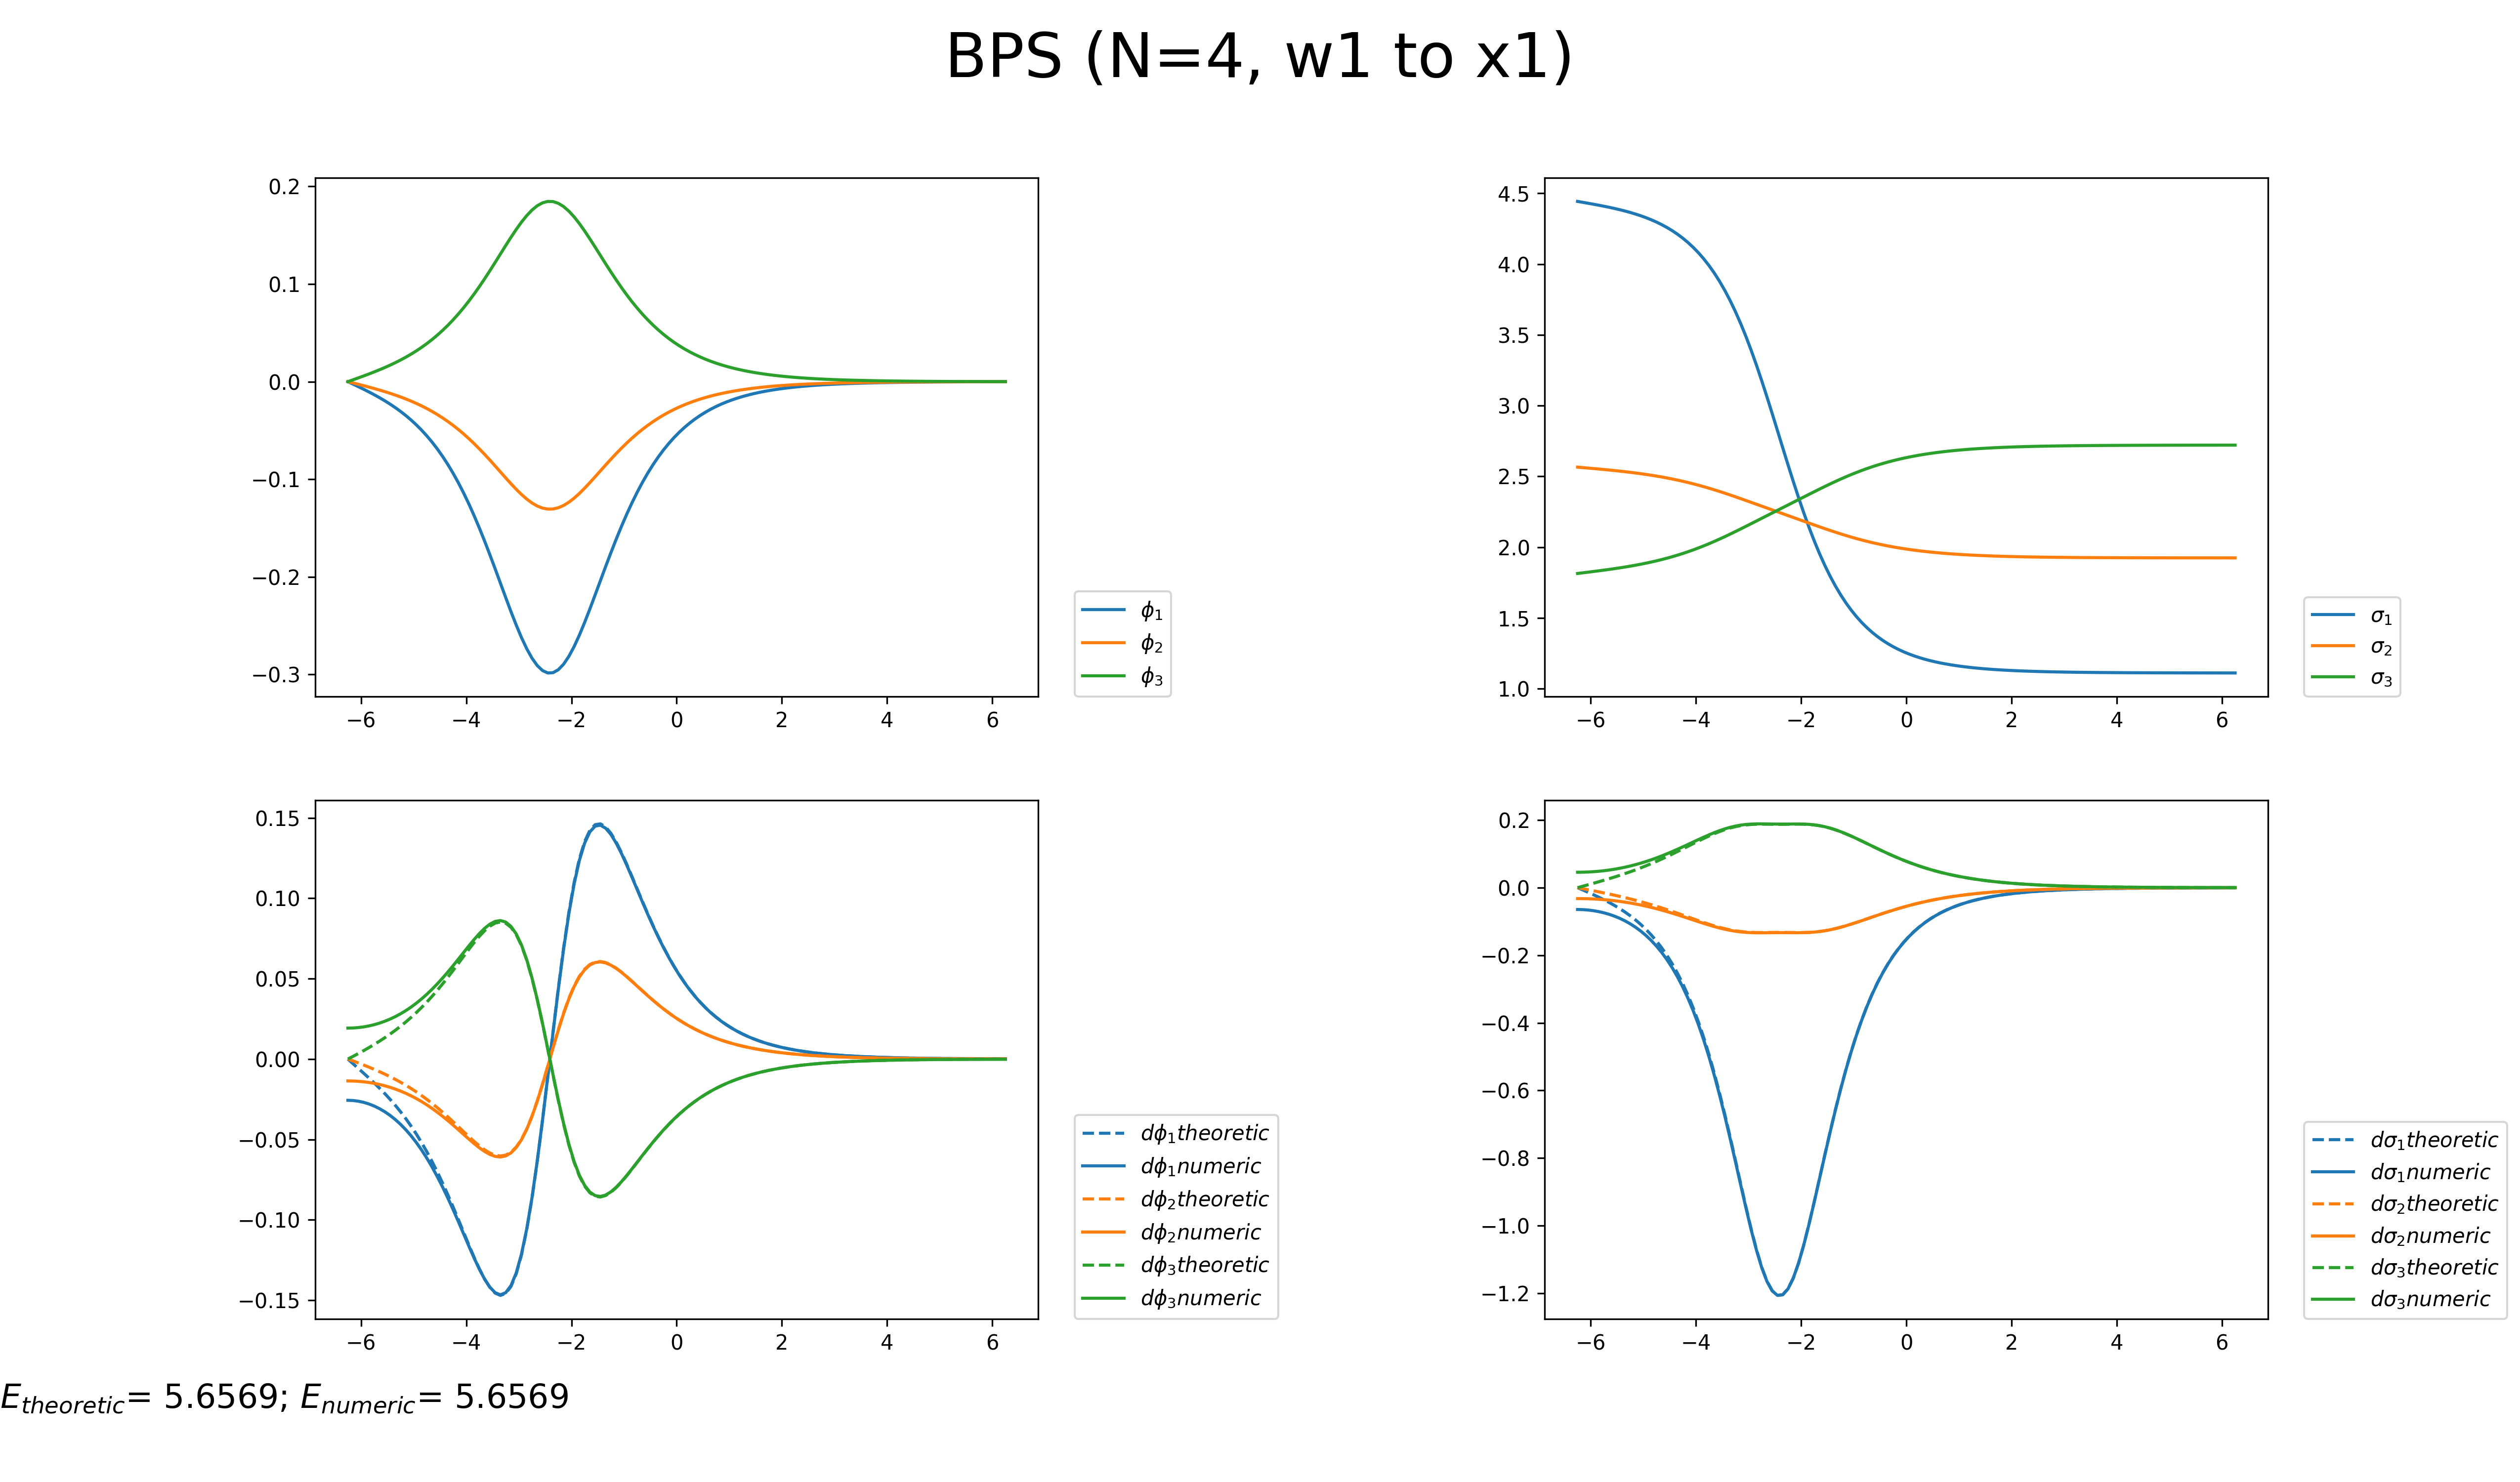 BPS (N=4, w1 to x1)
0.2
0.1
0.0
−0.1
−0.2
−0.3
−6 −4 −2 0 2 4 6
ϕ₁
ϕ₂
ϕ₃
4.5
4.0
3.5
3.0
2.5
2.0
1.5
1.0
−6 −4 −2 0 2 4 6
σ₁
σ₂
σ₃
0.15
0.10
0.05
0.00
−0.05
−0.10
−0.15
−6 −4 −2 0 2 4 6
dϕ₁theoretic
dϕ₁numeric
dϕ₂theoretic
dϕ₂numeric
dϕ₃theoretic
dϕ₃numeric
0.2
0.0
−0.2
−0.4
−0.6
−0.8
−1.0
−1.2
−6 −4 −2 0 2 4 6
dσ₁theoretic
dσ₁numeric
dσ₂theoretic
dσ₂numeric
dσ₃theoretic
dσ₃numeric
E_theoretic= 5.6569; E_numeric= 5.6569